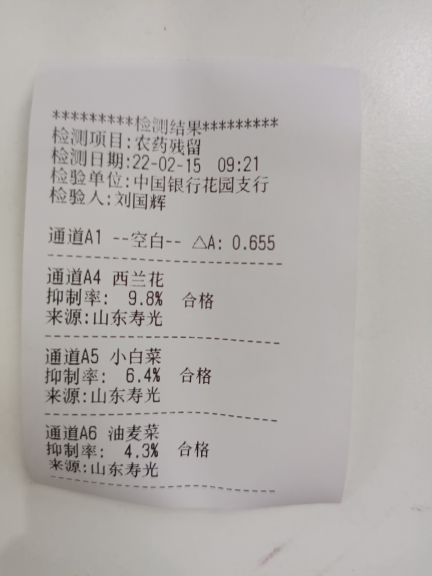 *********检测结果*********
检测项目:农药残留
检测日期:22-02-15 09:21
检验单位:中国银行花园支行
检验人:刘国辉
通道A1 --空白-- △A: 0.655
通道A4 西兰花
抑制率: 9.8% 合格
来源:山东寿光
通道A5 小白菜
抑制率: 6.4% 合格
来源:山东寿光
通道A6 油麦菜
抑制率: 4.3% 合格
来源:山东寿光